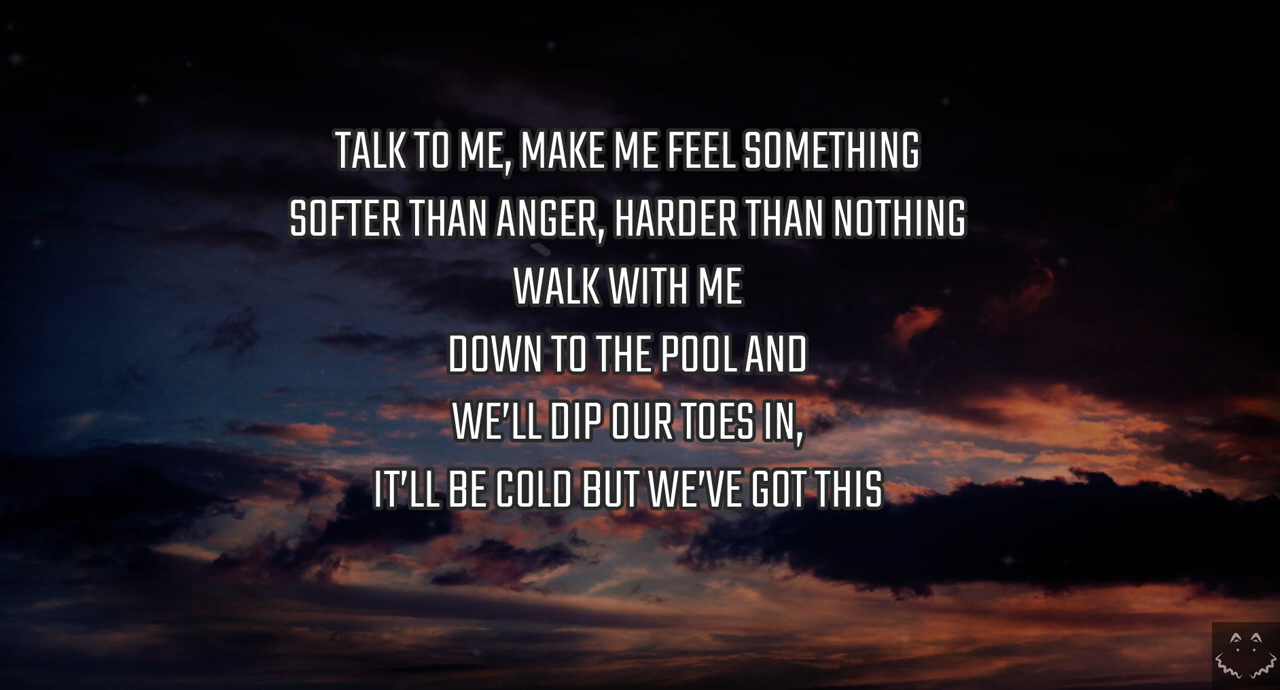 TALK TO ME, MAKE ME FEEL SOMETHING
SOFTER THAN ANGER, HARDER THAN NOTHING
WALK WITH ME
DOWN TO THE POOL AND
WE'LL DIP OUR TOES IN,
IT'LL BE COLD BUT WE'VE GOT THIS